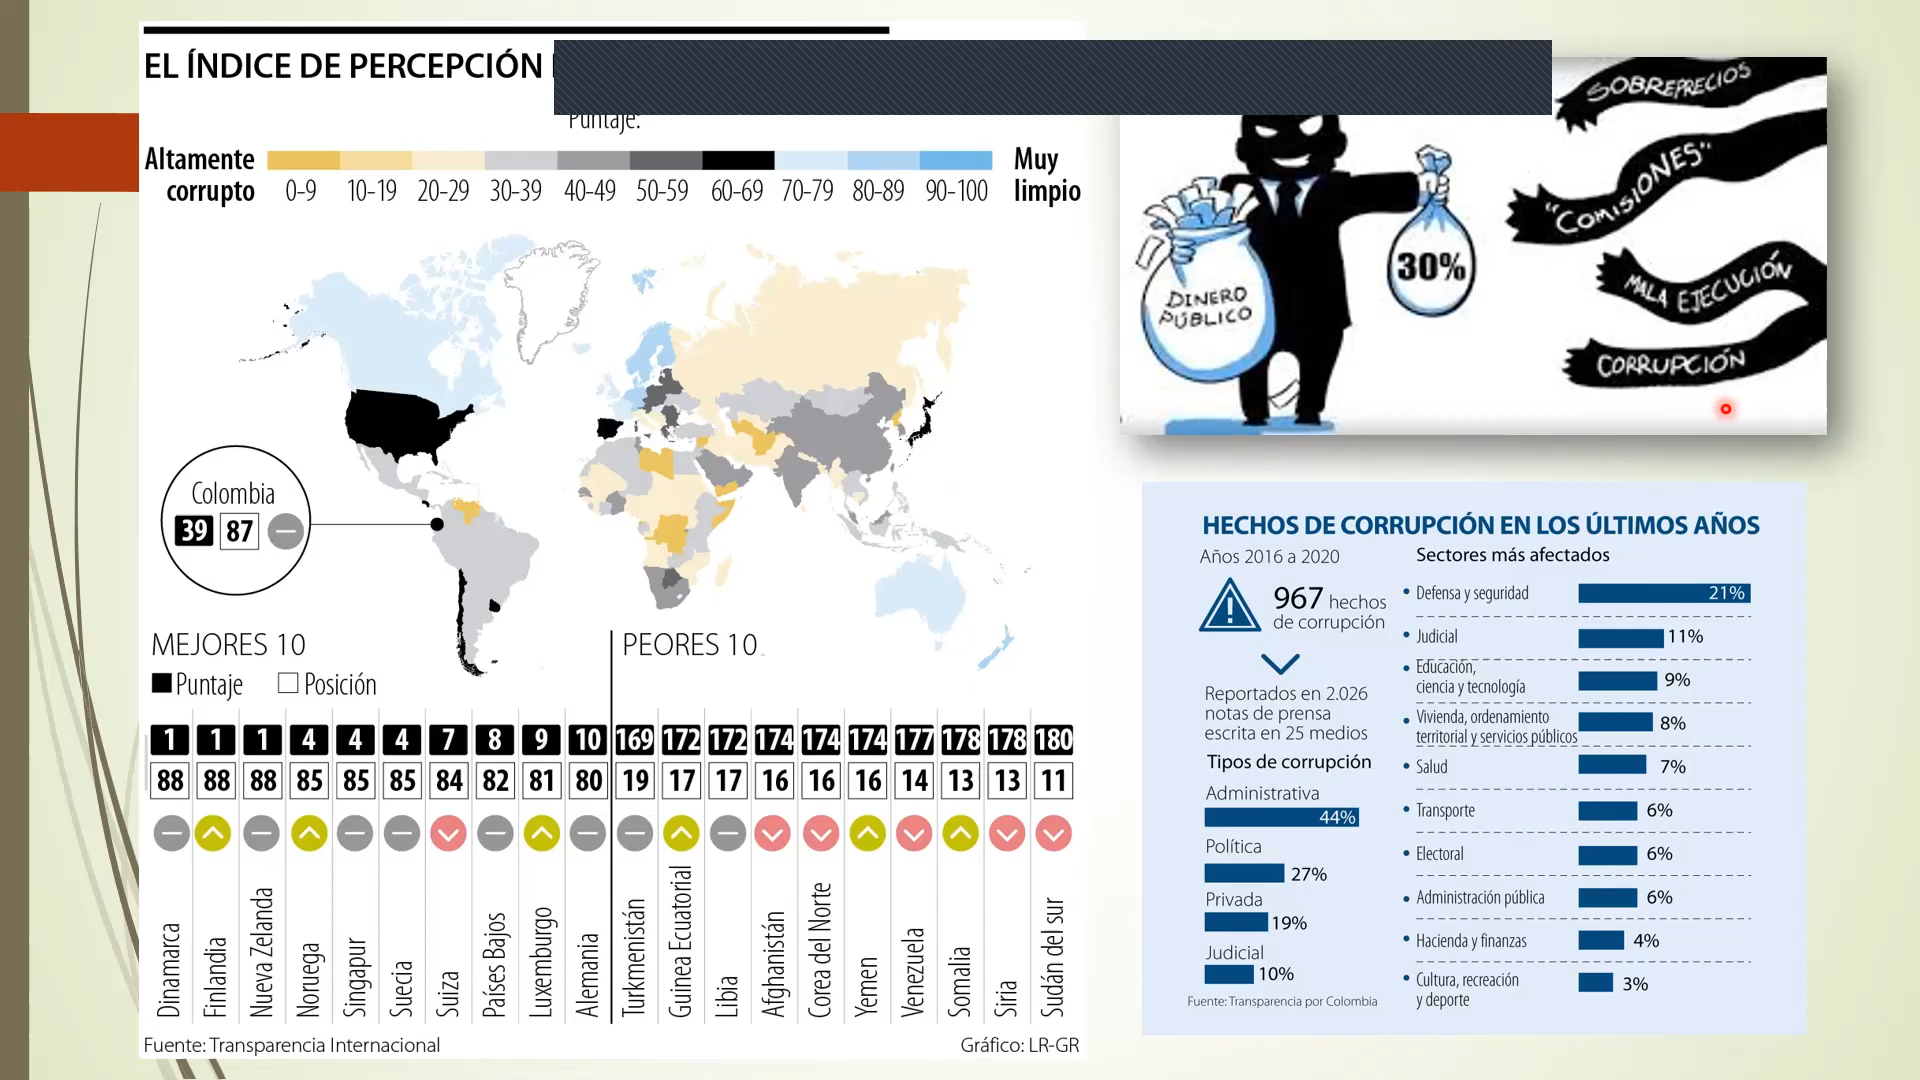 EL ÍNDICE DE PERCEPCIÓN
Puntaje:
Altamente corrupto
0-9 10-19 20-29 30-39 40-49 50-59 60-69 70-79 80-89 90-100
Muy limpio
Colombia
39 87
MEJORES 10
Puntaje Posición
PEORES 10
1 1 1 4 4 4 7 8 9 10 169 172 172 174 174 174 177 178 178 180
88 88 88 85 85 85 84 82 81 80 19 17 17 16 16 16 14 13 13 11
Dinamarca
Finlandia
Nueva Zelanda
Noruega
Singapur
Suecia
Suiza
Países Bajos
Luxemburgo
Alemania
Turkmenistán
Guinea Ecuatorial
Libia
Afghanistán
Corea del Norte
Yemen
Venezuela
Somalia
Siria
Sudán del sur
Fuente: Transparencia Internacional
Gráfico: LR-GR
SOBREPRECIOS
"COMISIONES"
MALA EJECUCIÓN
CORRUPCIÓN
30%
DINERO
PÚBLICO
HECHOS DE CORRUPCIÓN EN LOS ÚLTIMOS AÑOS
Años 2016 a 2020
967 hechos
de corrupción
Reportados en 2.026
notas de prensa
escrita en 25 medios
Tipos de corrupción
Administrativa
44%
Política
27%
Privada
19%
Judicial
10%
Fuente: Transparencia por Colombia
Sectores más afectados
• Defensa y seguridad 21%
• Judicial 11%
• Educación,
ciencia y tecnología 9%
• Vivienda, ordenamiento
territorial y servicios públicos 8%
• Salud 7%
• Transporte 6%
• Electoral 6%
• Administración pública 6%
• Hacienda y finanzas 4%
• Cultura, recreación
y deporte 3%